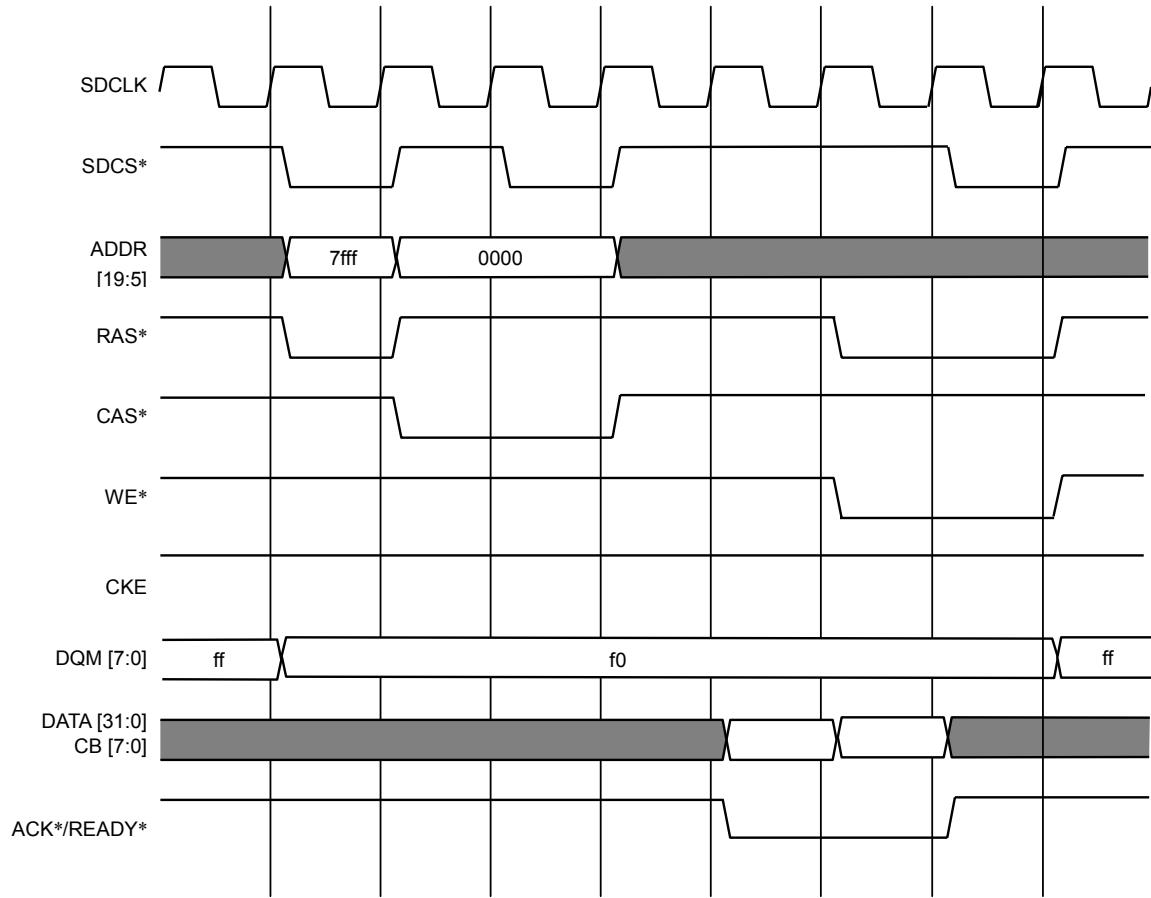 SDCLK
SDCS*
ADDR
[19:5]
7fff
0000
RAS*
CAS*
WE*
CKE
DQM [7:0]
ff
f0
ff
DATA [31:0]
CB [7:0]
ACK*/READY*